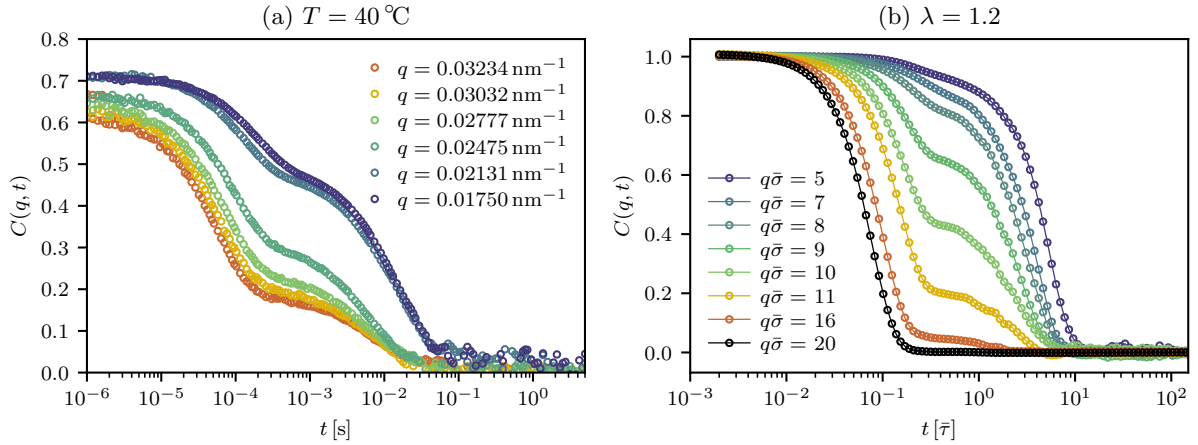 (a) T = 40 °C
C(q, t)
0.8
0.7
0.6
0.5
0.4
0.3
0.2
0.1
0.0
q = 0.03234 nm⁻¹
q = 0.03032 nm⁻¹
q = 0.02777 nm⁻¹
q = 0.02475 nm⁻¹
q = 0.02131 nm⁻¹
q = 0.01750 nm⁻¹
10⁻⁶ 10⁻⁵ 10⁻⁴ 10⁻³ 10⁻² 10⁻¹ 10⁰
t [s]
(b) λ = 1.2
C(q, t)
1.0
0.8
0.6
0.4
0.2
0.0
qσ̄ = 5
qσ̄ = 7
qσ̄ = 8
qσ̄ = 9
qσ̄ = 10
qσ̄ = 11
qσ̄ = 16
qσ̄ = 20
10⁻³ 10⁻² 10⁻¹ 10⁰ 10¹ 10²
t [τ̄]